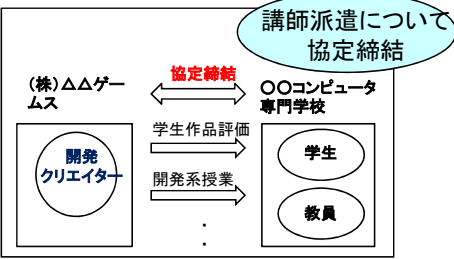 講師派遣について
協定締結
(株)△△ゲー
ムス
協定締結
○○コンピュータ
専門学校
学生作品評価
開発
クリエイター
開発系授業
学生
教員
・
・